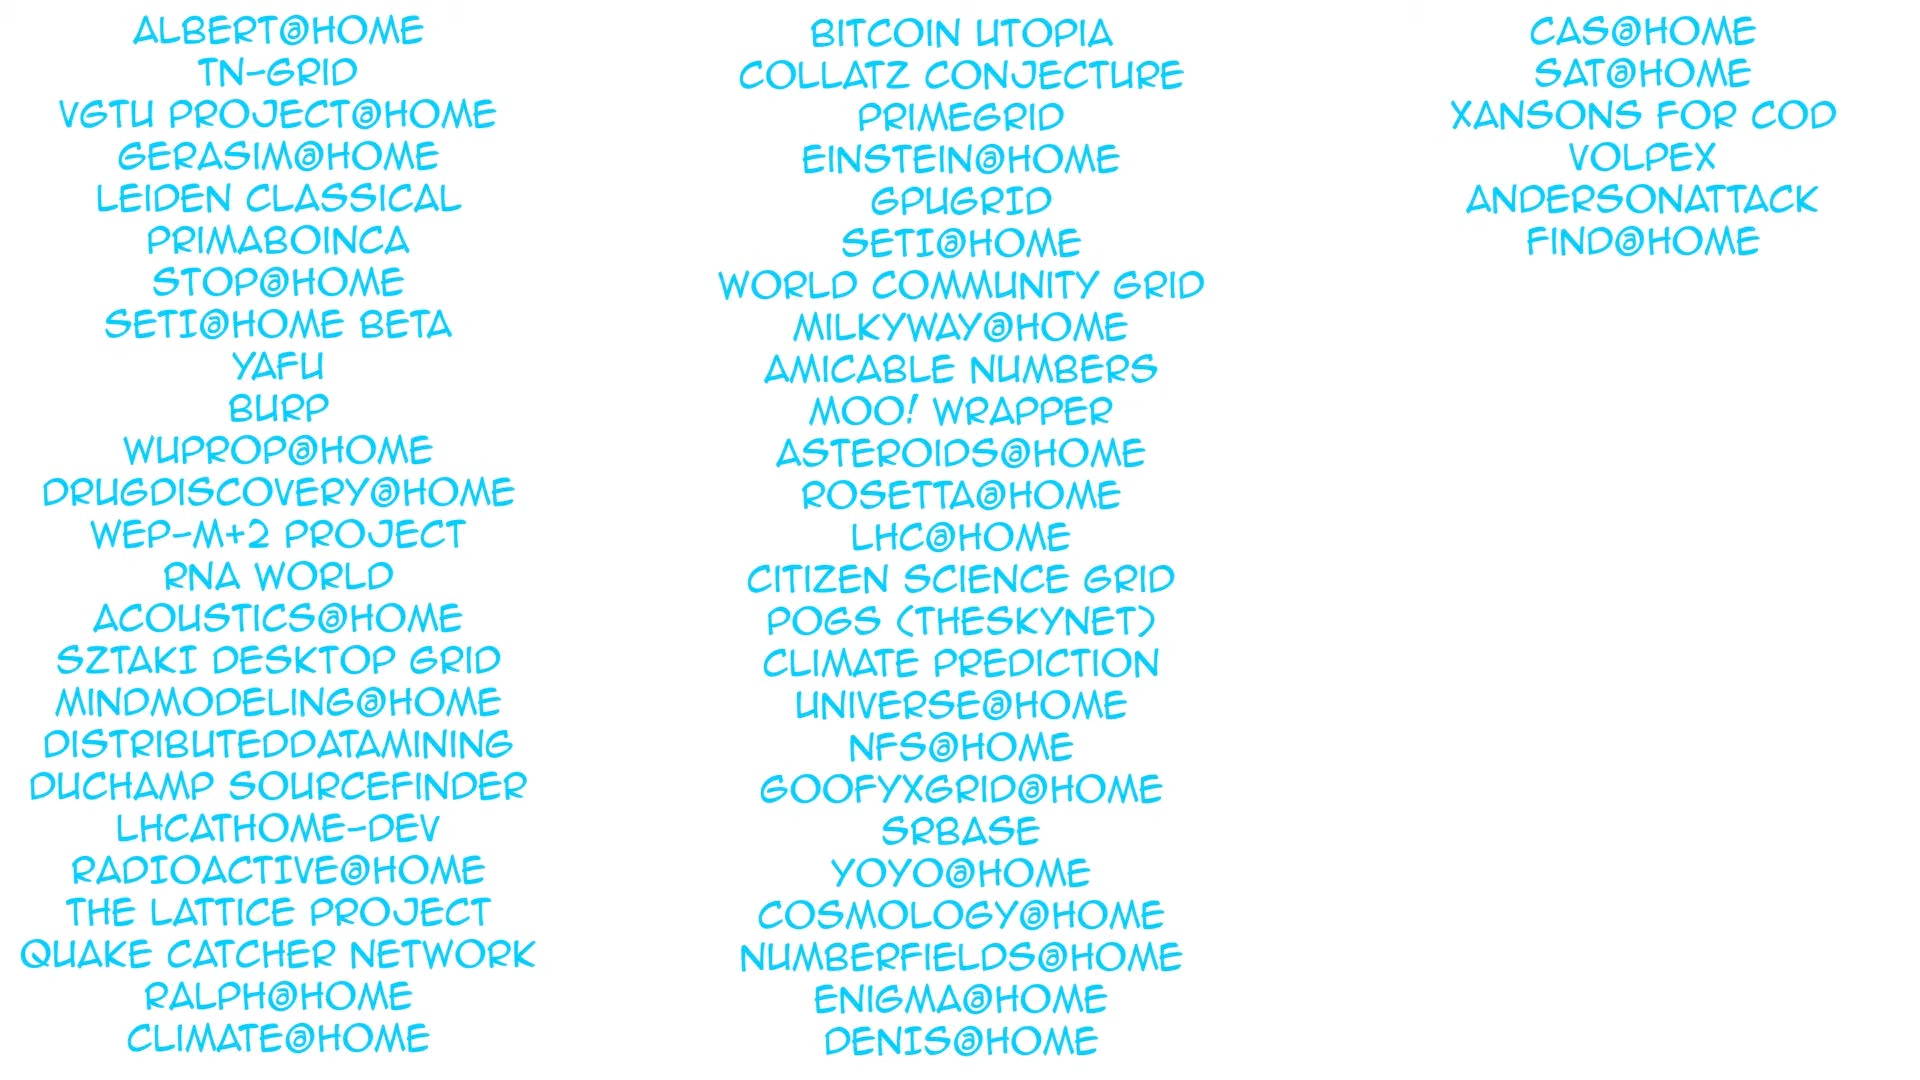 ALBERT@HOME
TN-GRID
VGTU PROJECT@HOME
GERASIM@HOME
LEIDEN CLASSICAL
PRIMABOINCA
STOP@HOME
SETI@HOME BETA
YAFU
BURP
WUPROP@HOME
DRUGDISCOVERY@HOME
WEP-M+2 PROJECT
RNA WORLD
ACOUSTICS@HOME
SZTAKI DESKTOP GRID
MINDMODELING@HOME
DISTRIBUTEDDATAMINING
DUCHAMP SOURCEFINDER
LHCATHOME-DEV
RADIOACTIVE@HOME
THE LATTICE PROJECT
QUAKE CATCHER NETWORK
RALPH@HOME
CLIMATE@HOME
BITCOIN UTOPIA
COLLATZ CONJECTURE
PRIMEGRID
EINSTEIN@HOME
GPUGRID
SETI@HOME
WORLD COMMUNITY GRID
MILKYWAY@HOME
AMICABLE NUMBERS
MOO! WRAPPER
ASTEROIDS@HOME
ROSETTA@HOME
LHC@HOME
CITIZEN SCIENCE GRID
POGS (THESKYNET)
CLIMATE PREDICTION
UNIVERSE@HOME
NFS@HOME
GOOFYXGRID@HOME
SRBASE
YOYO@HOME
COSMOLOGY@HOME
NUMBERFIELDS@HOME
ENIGMA@HOME
DENIS@HOME
CAS@HOME
SAT@HOME
XANSONS FOR COD
VOLPEX
ANDERSONATTACK
FIND@HOME